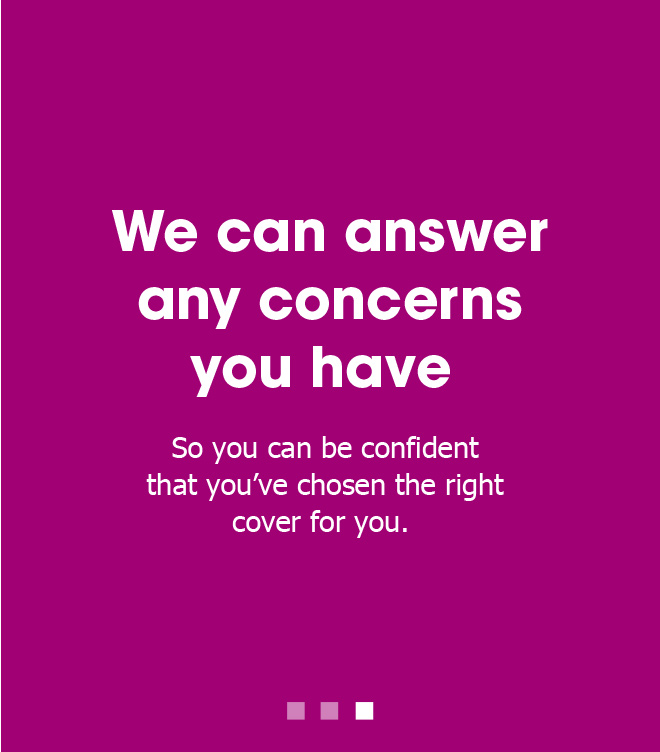 We can answer
any concerns
you have
So you can be confident
that you’ve chosen the right
cover for you.